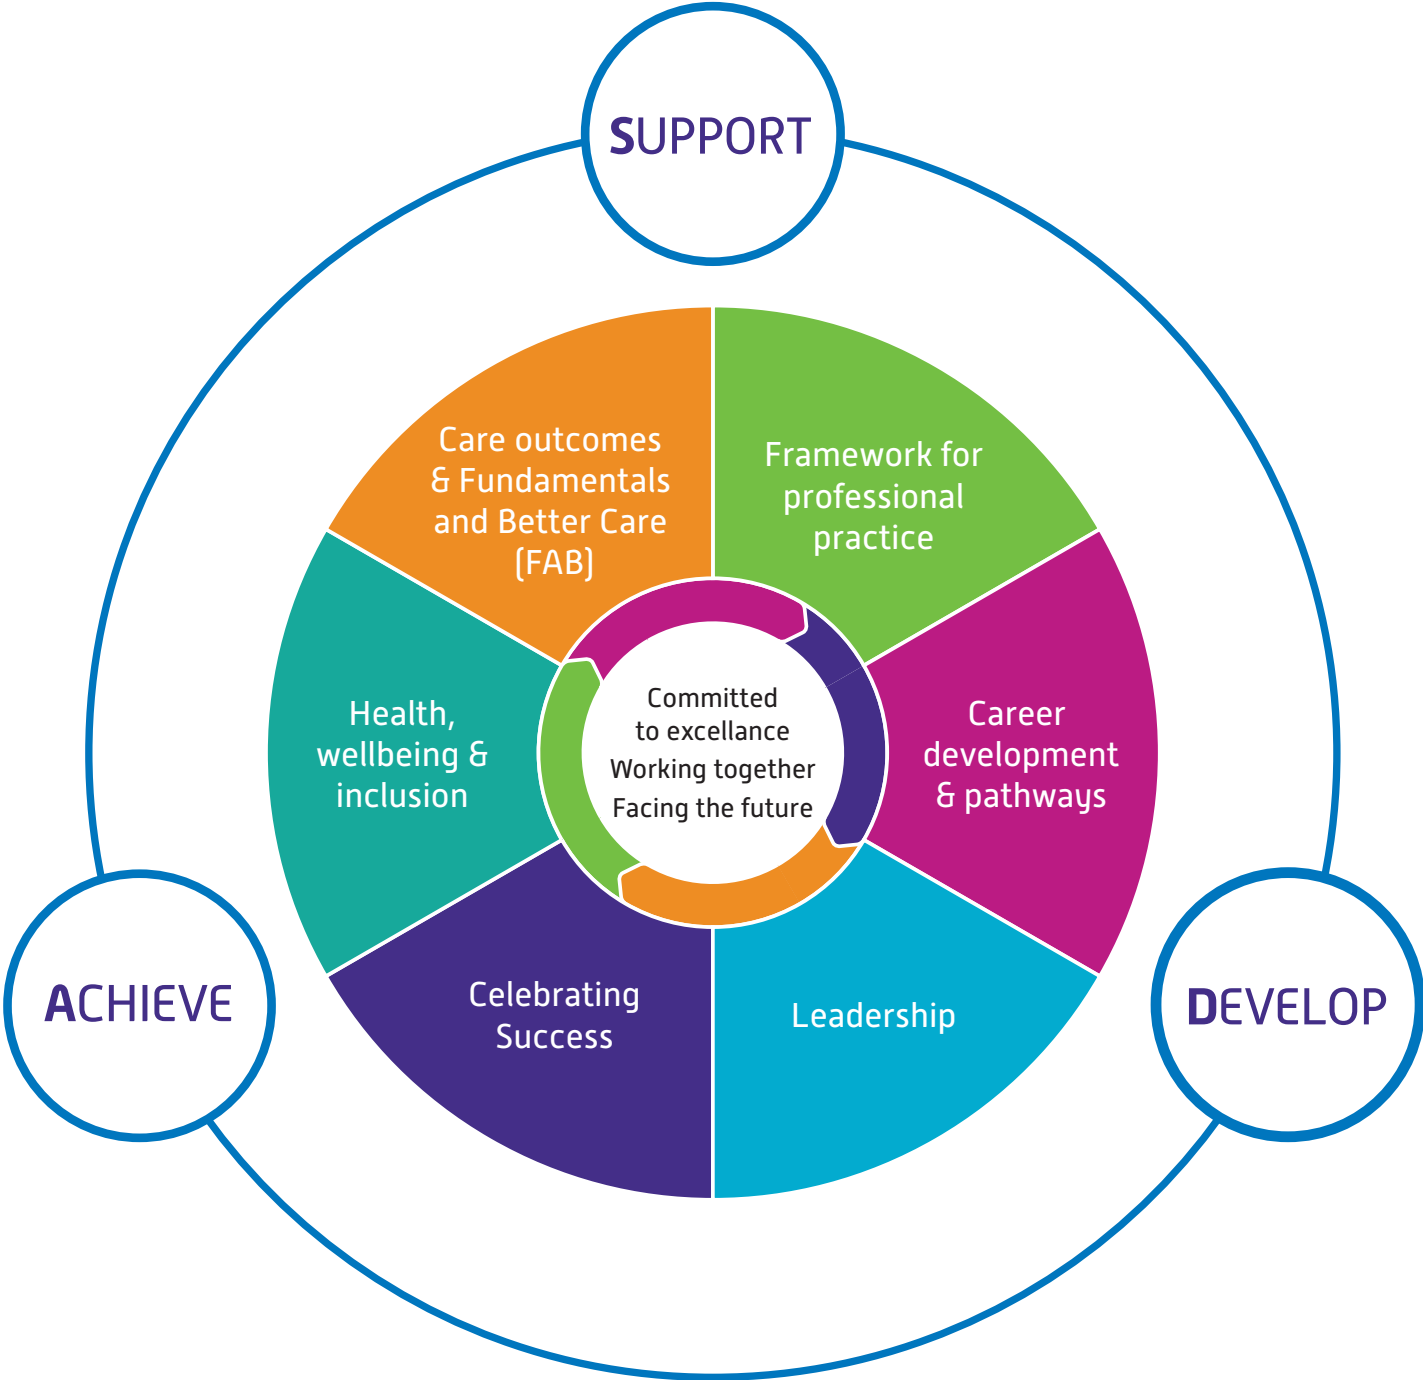 SUPPORT
Care outcomes
& Fundamentals
and Better Care
(FAB)
Framework for
professional
practice
Health,
wellbeing &
inclusion
Committed
to excellance
Working together
Facing the future
Career
development
& pathways
Celebrating
Success
Leadership
ACHIEVE
DEVELOP